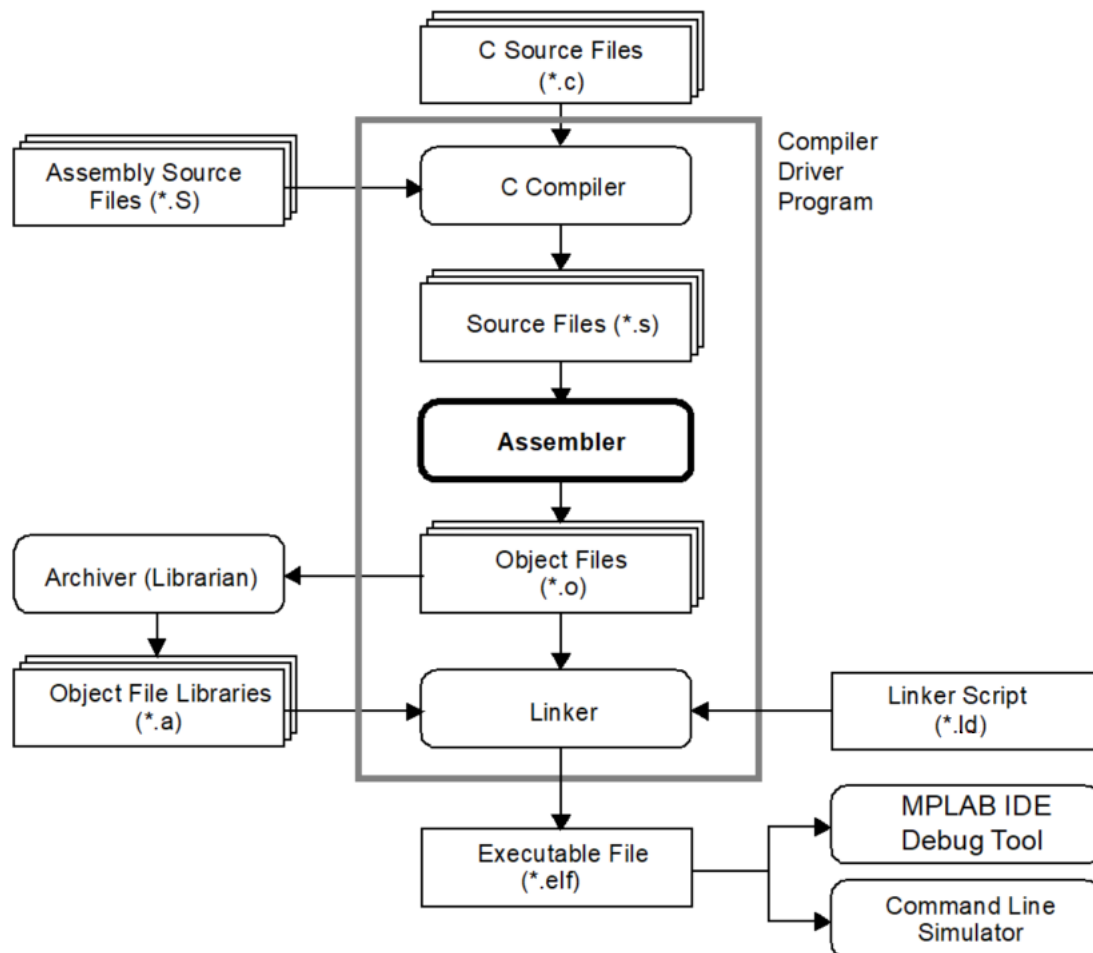 C Source Files
(*.c)
Compiler
Driver
Program
Assembly Source
Files (*.S)
C Compiler
Source Files (*.s)
Assembler
Object Files
(*.o)
Archiver (Librarian)
Object File Libraries
(*.a)
Linker
Linker Script
(*.ld)
Executable File
(*.elf)
MPLAB IDE
Debug Tool
Command Line
Simulator